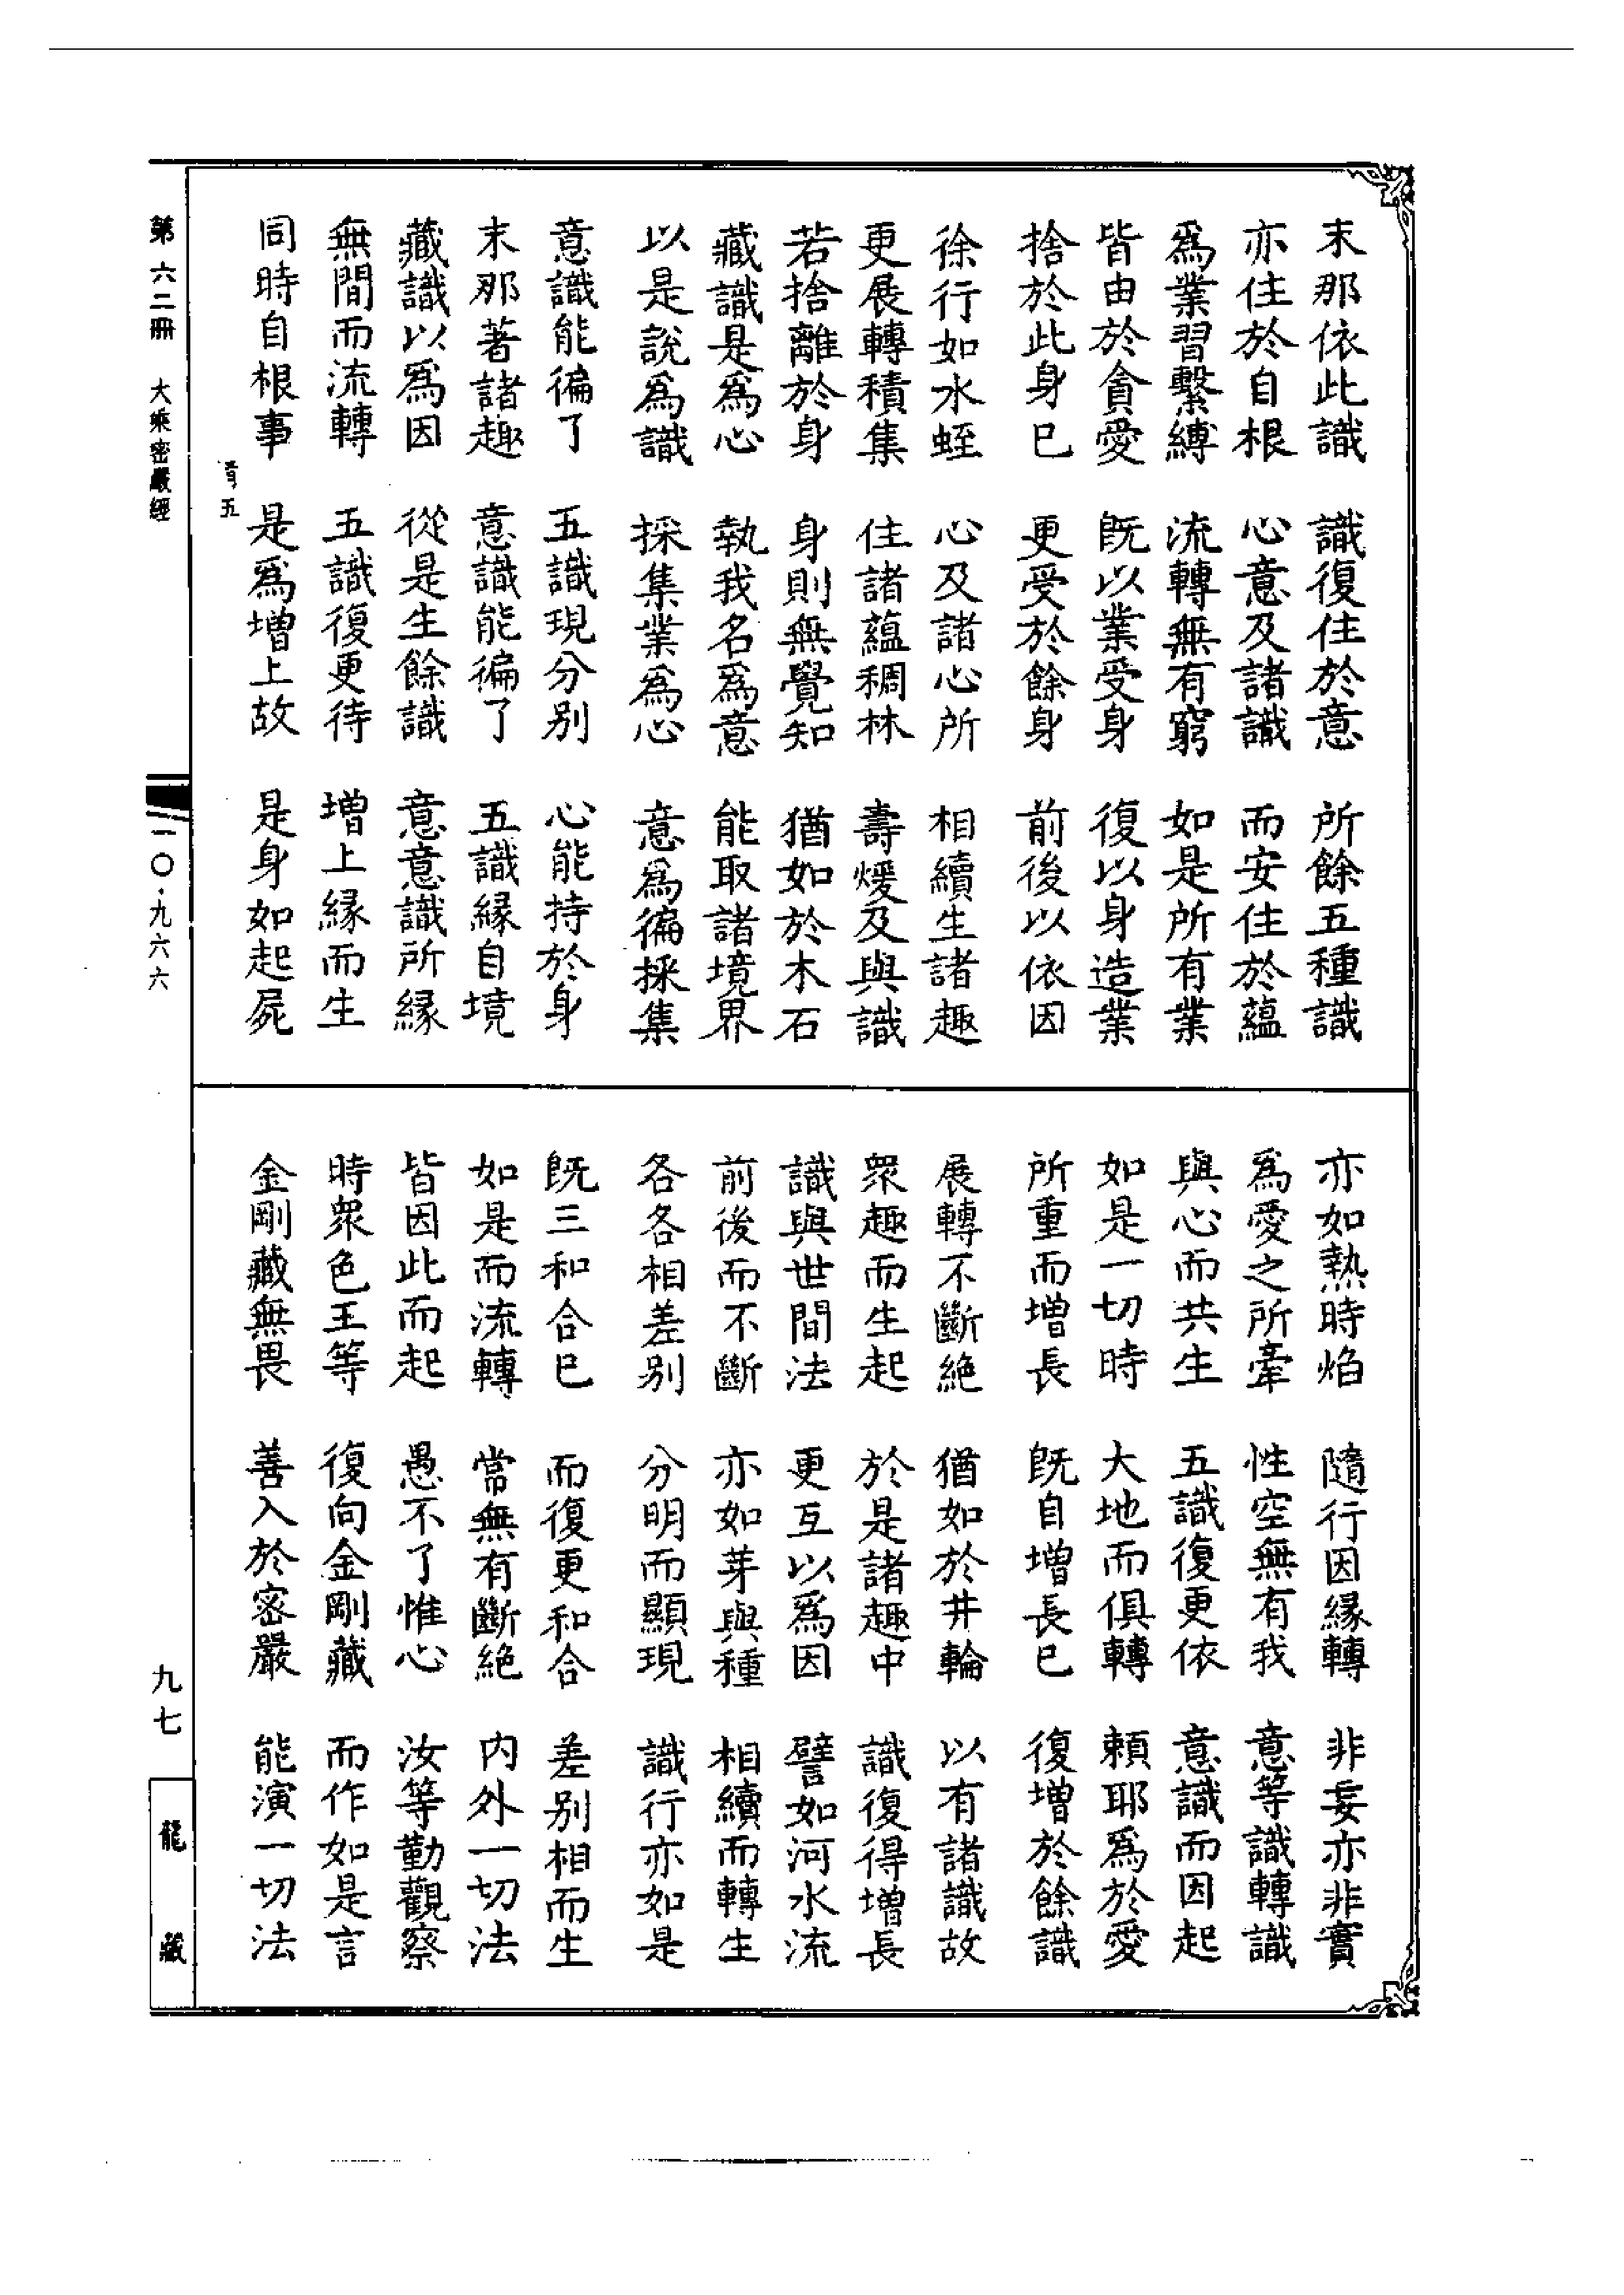 末那依此識　識復住於意　所餘五種識
亦住於自根　心意及諸識　而安住於蘊
爲業習繫縛　流轉無有窮　如是所有業
皆由於貪愛　既以業受身　復以身造業
捨於此身已　更受於餘身　前後以依因
徐行如水蛭　心及諸心所　相續生諸趣
更展轉積集　住諸蘊稠林　壽煖及與識
若捨離於身　身則無覺知　猶如於木石
藏識是爲心　執我名爲意　能取諸境界
以是說爲識　採集業爲心　意爲徧採集
意識能徧了　五識現分別　心能持於身
末那著諸趣　意識能徧了　五識緣自境
藏識以爲因　從是生餘識　意意識所緣
無間而流轉　五識復更待　增上緣而生
同時自根事　是爲增上故　是身如起屍
亦如熱時焰　隨行因緣轉　非妄亦非實
爲愛之所牽　性空無有我　意等識轉識
與心而共生　五識復更依　意識而因起
如是一切時　大地而俱轉　賴耶爲於愛
所重而增長　既自增長已　復增於餘識
展轉不斷絕　猶如於井輪　以有諸識故
眾趣而生起　於是諸趣中　識復得增長
識與世間法　更互以爲因　譬如河水流
前後而不斷　亦如芽與種　相續而轉生
各各相差別　分明而顯現　識行亦如是
既三和合已　而復更和合　差別相而生
如是而流轉　常無有斷絕　內外一切法
皆因此而起　愚不了惟心　汝等勤觀察
時眾色王等　復向金剛藏　而作如是言
金剛藏無畏　善入於密嚴　能演一切法
五
第六二冊　大乘密嚴經
一〇·九六六
九七
龍藏